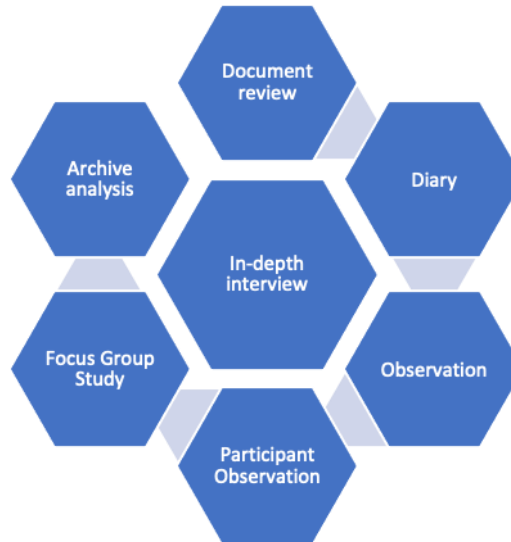 Document
review
Archive
analysis
Diary
In-depth
interview
Focus Group
Study
Observation
Participant
Observation